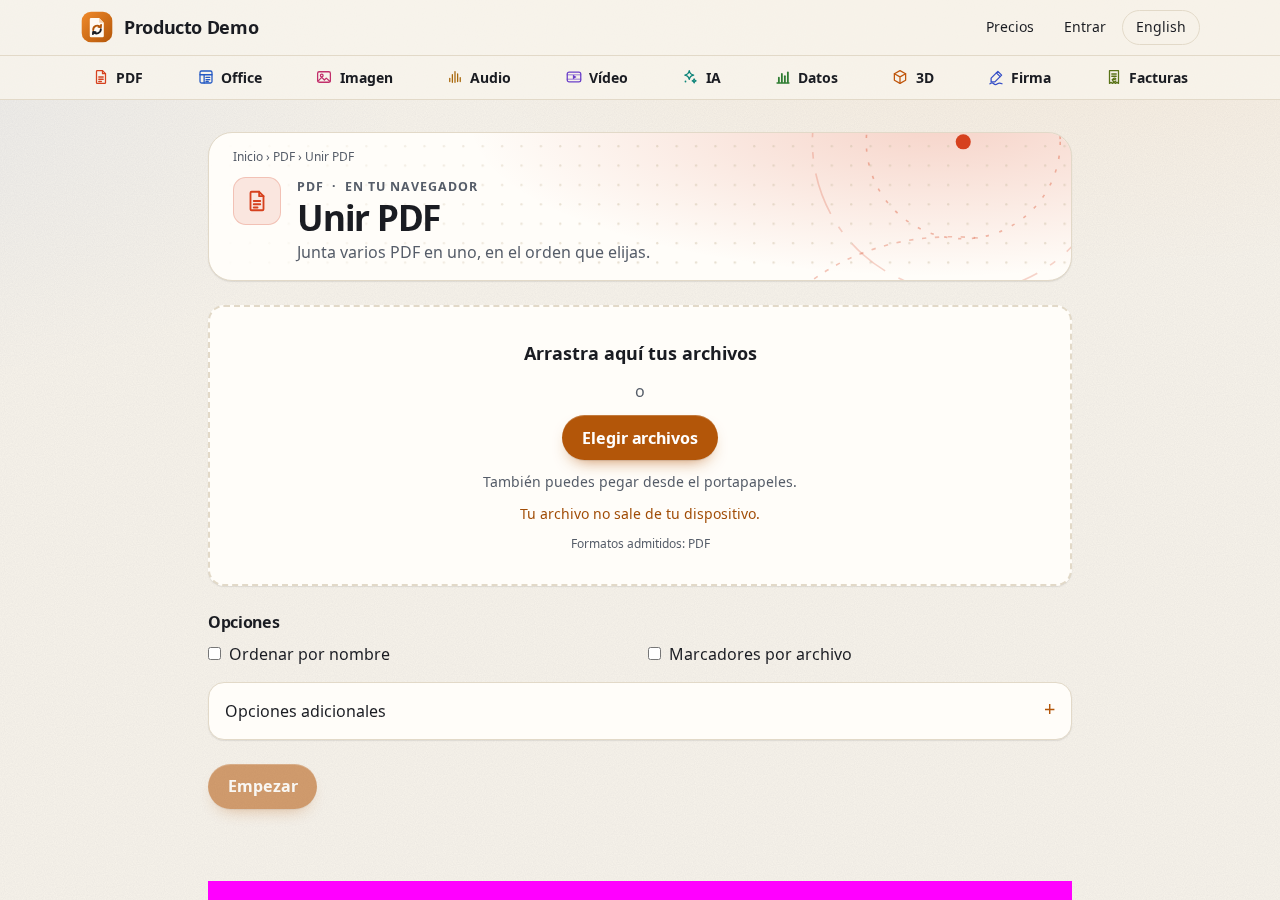 Producto Demo
Precios
Entrar
English
PDF
Office
Imagen
Audio
Vídeo
IA
Datos
3D
Firma
Facturas
Inicio › PDF › Unir PDF
PDF · EN TU NAVEGADOR
Unir PDF
Junta varios PDF en uno, en el orden que elijas.
Arrastra aquí tus archivos
o
Elegir archivos
También puedes pegar desde el portapapeles.
Tu archivo no sale de tu dispositivo.
Formatos admitidos: PDF
Opciones
Ordenar por nombre
Marcadores por archivo
Opciones adicionales
+
Empezar